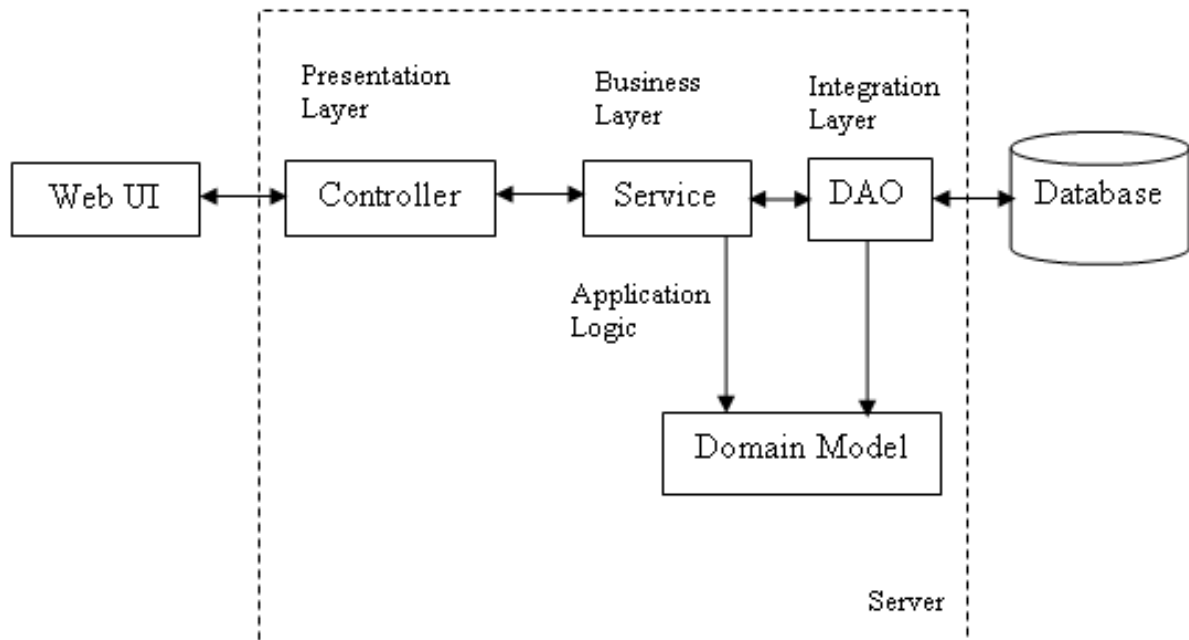 Presentation
Layer
Business
Layer
Integration
Layer
Web UI
Controller
Service
DAO
Database
Application
Logic
Domain Model
Server